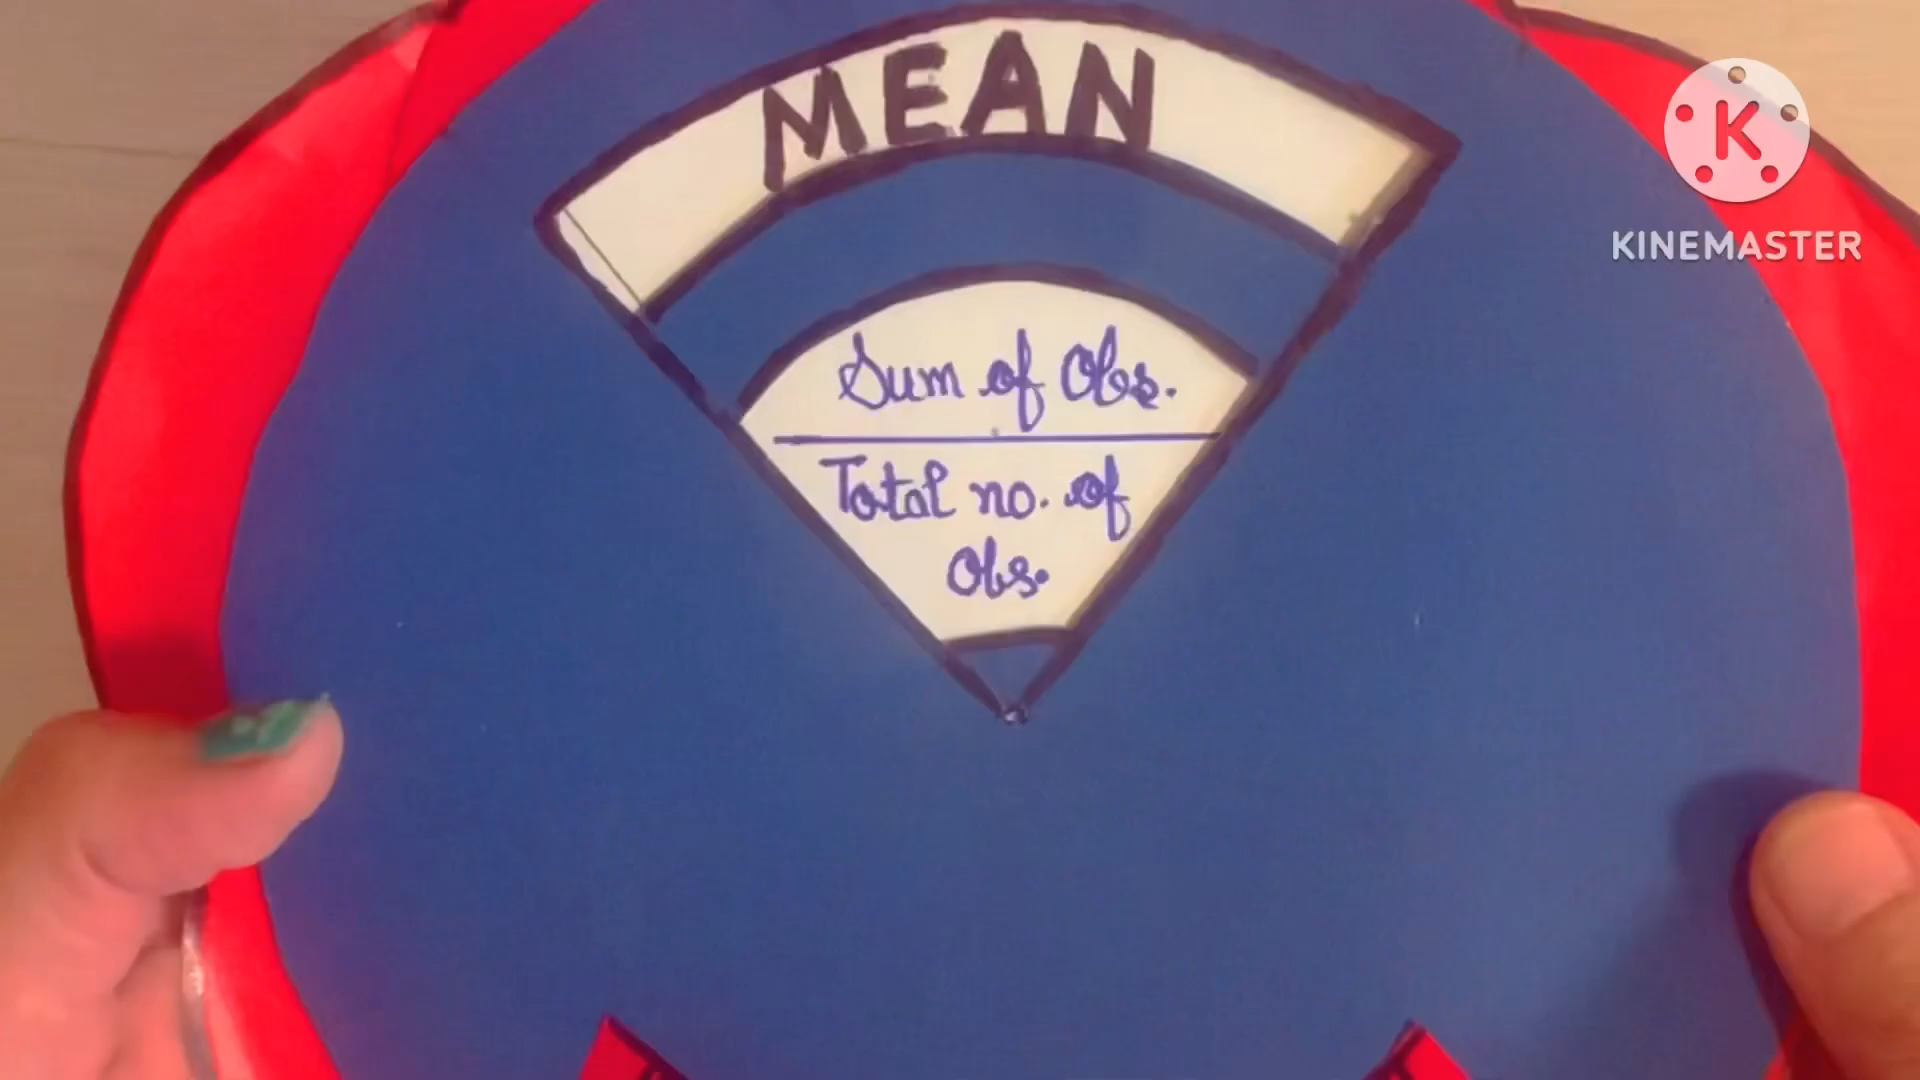 MEAN
Sum of Obs.
Total no. of
Obs.
K
KINEMASTER